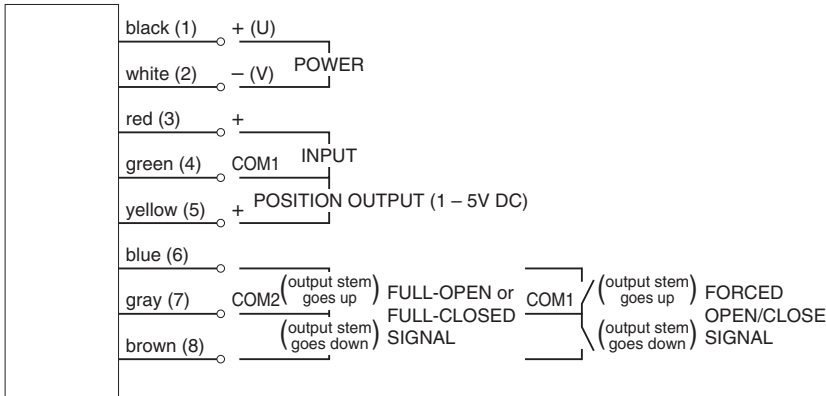 black (1) + (U)
POWER
white (2) – (V)
red (3) +
INPUT
green (4) COM1
POSITION OUTPUT (1 – 5V DC)
yellow (5) +
blue (6)
gray (7) COM2
brown (8)
(output stem
goes up)
(output stem
goes down)
FULL-OPEN or
FULL-CLOSED
SIGNAL
COM1
(output stem
goes up)
(output stem
goes down)
FORCED
OPEN/CLOSE
SIGNAL